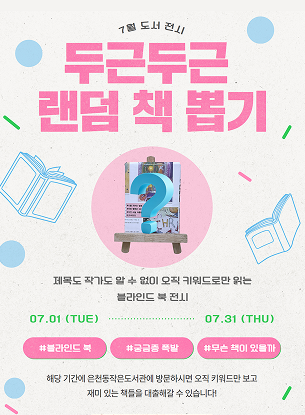 7월 도서 전시
두근두근
랜덤 책 뽑기
?
제목도 작가도 알 수 없이 오직 키워드로만 읽는
블라인드 북 전시
07.01 (TUE) 07.31 (THU)
#블라인드 북 #궁금증 폭발 #무슨 책이 있을까
해당 기간에 은천동작은도서관에 방문하시면 오직 키워드만 보고
재미 있는 책들을 대출해갈 수 있습니다!